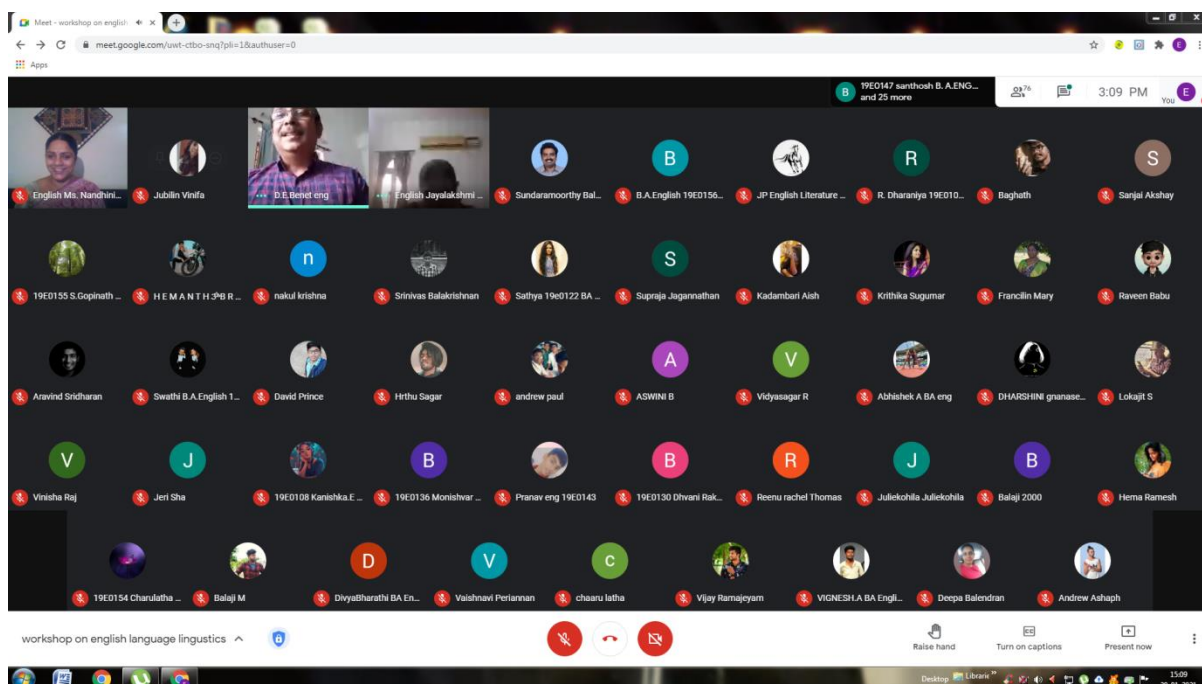 Meet - workshop on english
meet.google.com/uwt-ctbo-snq?pli=1&authuser=0
E
Apps
B 19E0147 santhosh B. A.ENG...
and 25 more
76
3:09 PM
You E
English Ms. Nandhini...
Jubilin Vinifa
D.E.Benet eng
English Jayalakshmi ...
Sundaramoorthy Bal...
B
B.A.English 19E0156...
JP English Literature ...
R
R. Dharaniya 19E010...
Baghath
S
Sanjai Akshay
19E0155 S.Gopinath ...
n
nakul krishna
Srinivas Balakrishnan
Sathya 19e0122 BA ...
S
Supraja Jagannathan
Kadambari Aish
Krithika Sugumar
Francilin Mary
Raveen Babu
Aravind Sridharan
Swathi B.A.English 1...
David Prince
Hrthu Sagar
andrew paul
A
ASWINI B
V
Vidyasagar R
Abhishek A BA eng
DHARSHINI gnanase...
Lokajit S
V
Vinisha Raj
J
Jeri Sha
19E0108 Kanishka.E ...
B
19E0136 Monishvar ...
Pranav eng 19E0143
B
19E0130 Dhvani Rak...
R
Reenu rachel Thomas
J
Juliekohila Juliekohila
B
Balaji 2000
Hema Ramesh
19E0154 Charulatha ...
Balaji M
D
DivyaBharathi BA En...
V
Vaishnavi Periannan
c
chaaru latha
Vijay Ramajeyam
VIGNESH.A BA Engli...
Deepa Balendran
Andrew Ashaph
workshop on english language lingustics
Raise hand
Turn on captions
Present now
Desktop
15:09